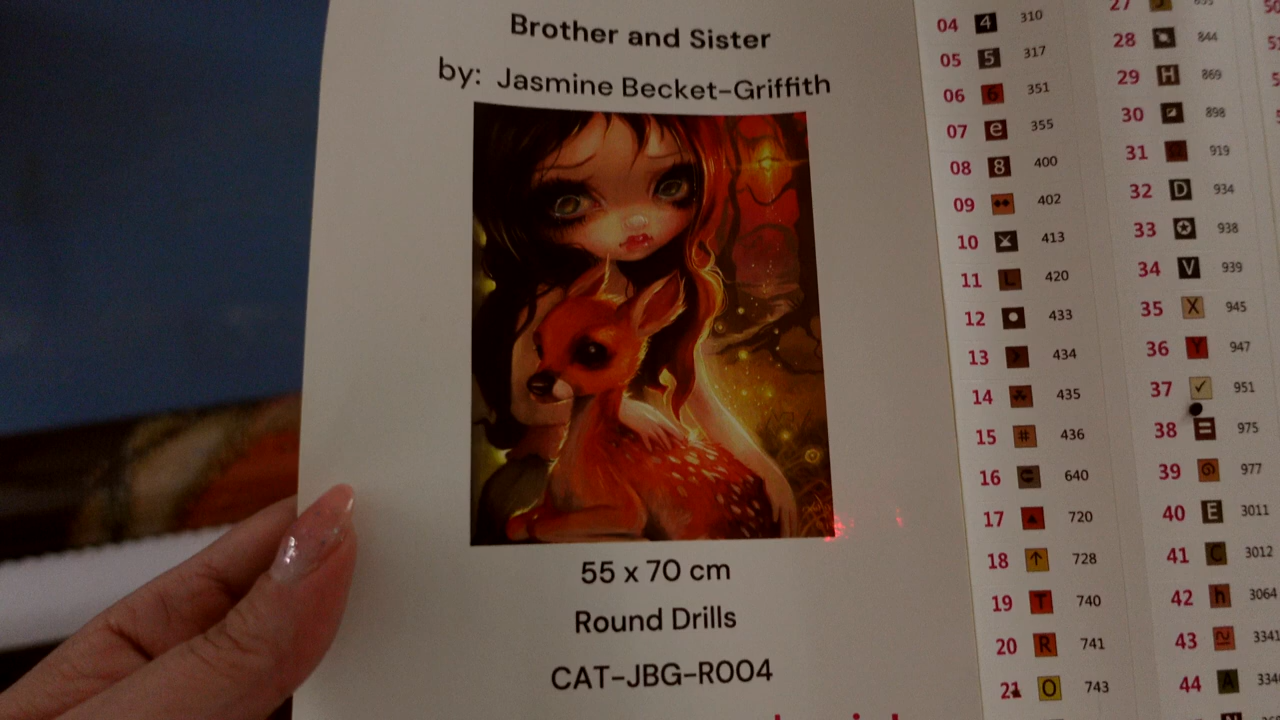 Brother and Sister
by: Jasmine Becket-Griffith
55 x 70 cm
Round Drills
CAT-JBG-R004
04 4 310
05 5 317
06 6 351
07 e 355
08 8 400
09 402
10 413
11 L 420
12 433
13 434
14 435
15 # 436
16 640
17 720
18 ↑ 728
19 T 740
20 R 741
21 O 743
27
28 844
29 H 869
30 898
31 919
32 D 934
33 938
34 V 939
35 X 945
36 Y 947
37 ✓ 951
38 = 975
39 977
40 E 3011
41 C 3012
42 h 3064
43 3341
44 A